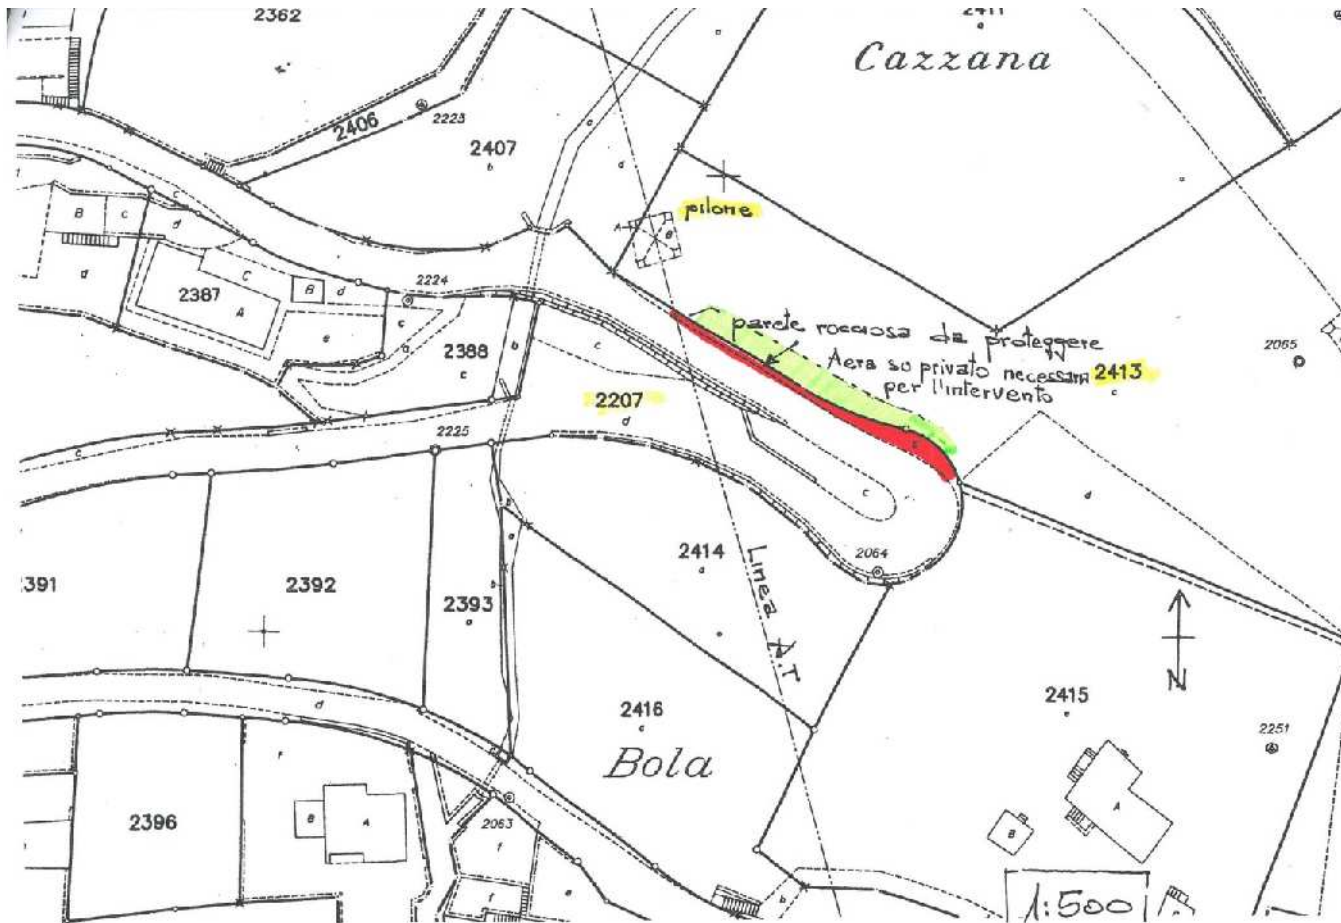 2362
2411
Cazzana
2406
2223
2407
b
a
d
pilone
A
B
c
B
c
d
d
2224
C
B
d
2387
A
e
c
a
2388
c
b
c
parete rocciosa da proteggere
Aera su privato necessaria
per l'intervento
2413
c
2065
2207
d
2225
c
c
c
d
2064
2391
2392
2393
b
a
b
2414
a
Linea A.T
N
2415
2416
c
Bola
2251
d
f
2396
B
A
2063
f
f
e
A
B
b
1:500